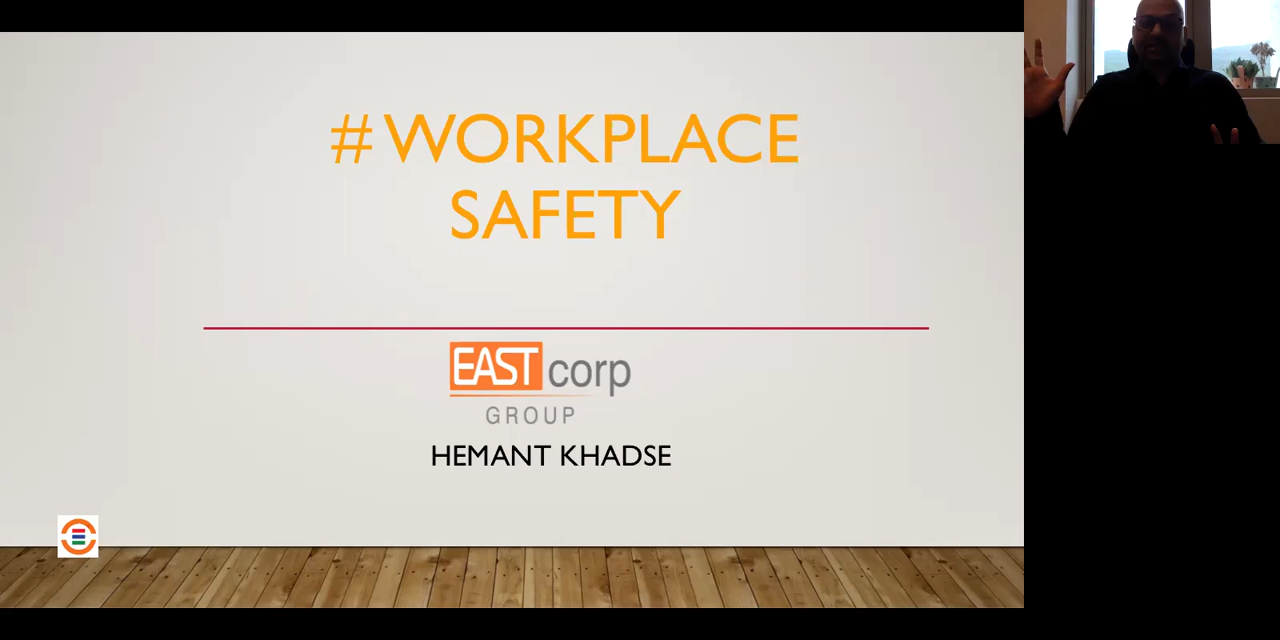 #WORKPLACE
SAFETY
EAST corp
GROUP
HEMANT KHADSE